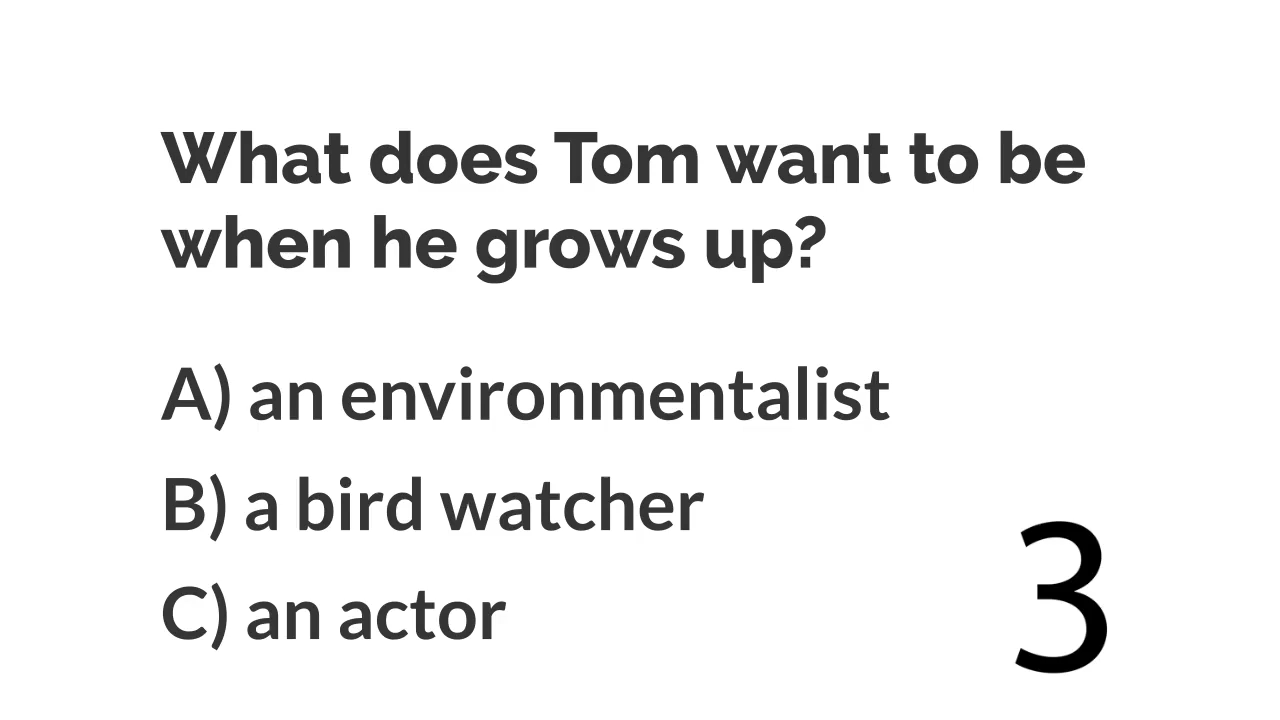 What does Tom want to be
when he grows up?
A) an environmentalist
B) a bird watcher
C) an actor
3